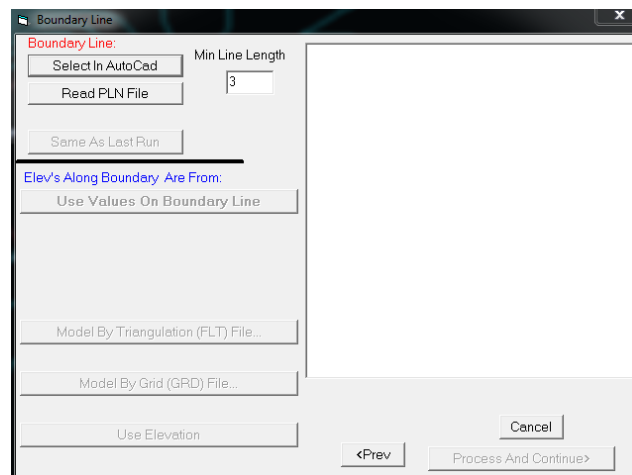 Boundary Line
x
Boundary Line:
Select In AutoCad
Min Line Length
Read PLN File
3
Same As Last Run
Elev's Along Boundary Are From:
Use Values On Boundary Line
Model By Triangulation (FLT) File...
Model By Grid (GRD) File...
Use Elevation
Cancel
<Prev
Process And Continue>